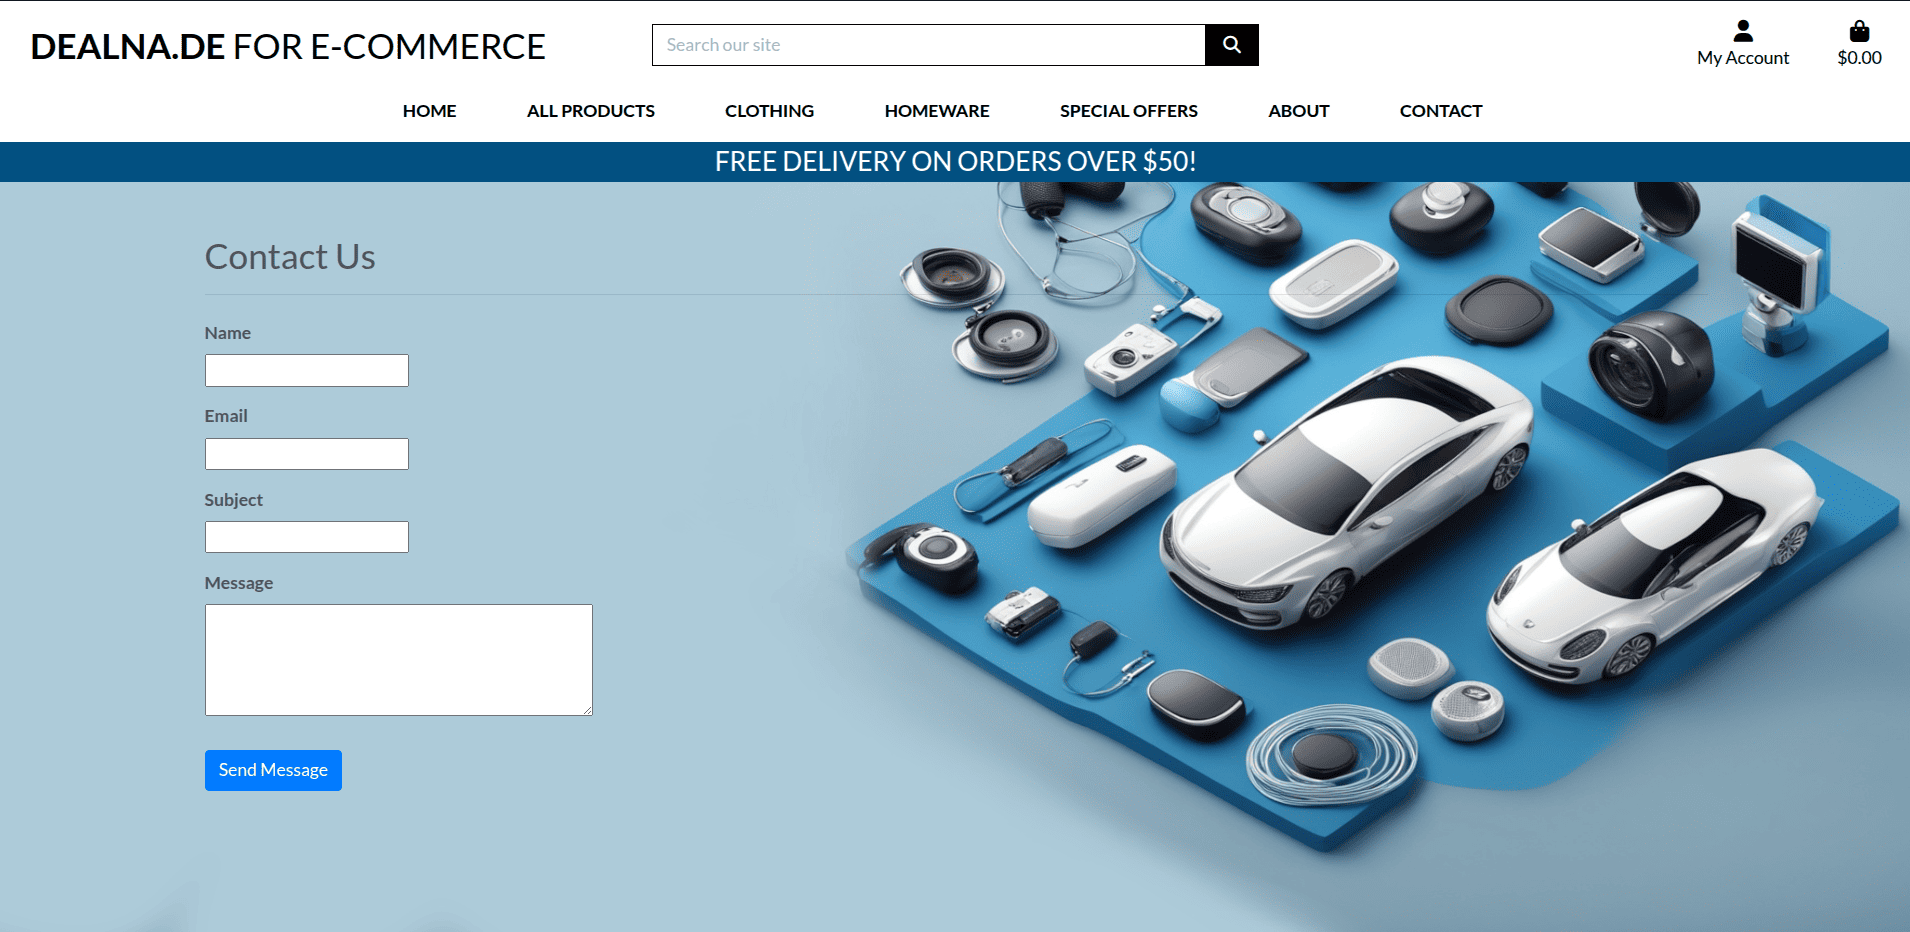 DEALNA.DE FOR E-COMMERCE
Search our site
My Account
$0.00
HOME ALL PRODUCTS CLOTHING HOMEWARE SPECIAL OFFERS ABOUT CONTACT
FREE DELIVERY ON ORDERS OVER $50!
Contact Us
Name
Email
Subject
Message
Send Message